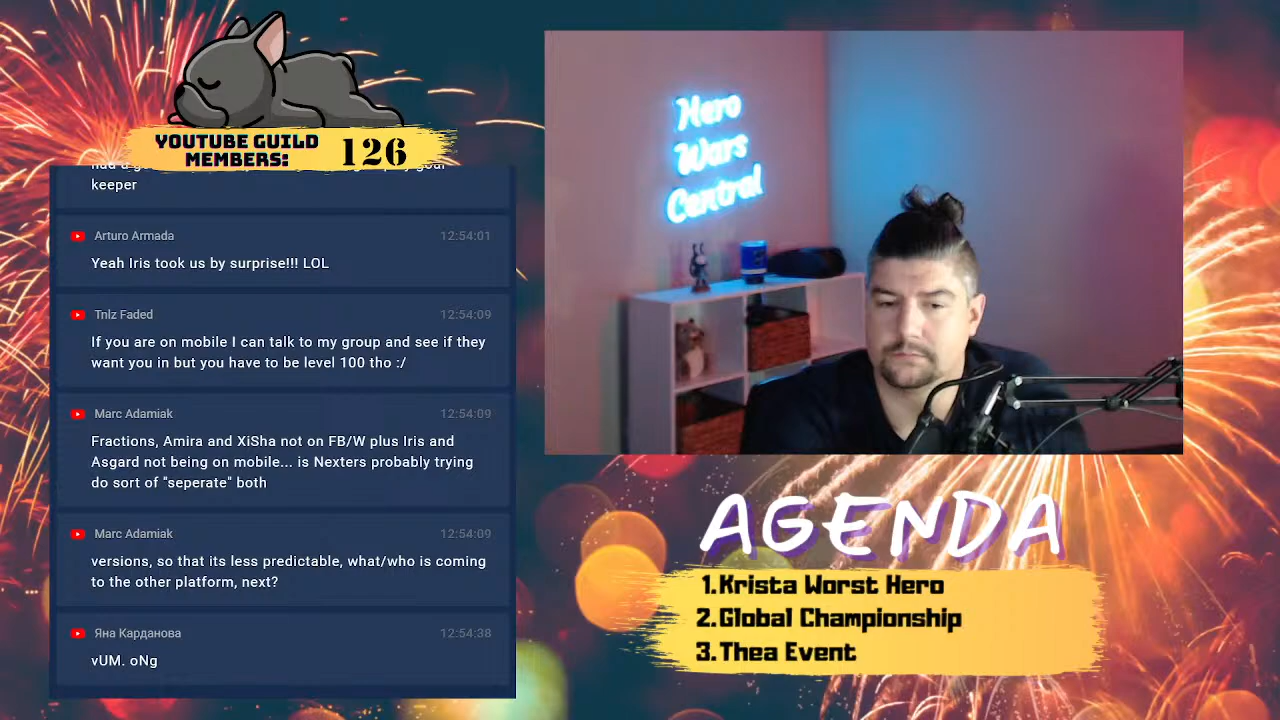 YOUTUBE GUILD
MEMBERS:
126
keeper
Arturo Armada
12:54:01
Yeah Iris took us by surprise!!! LOL
Tnlz Faded
12:54:09
If you are on mobile I can talk to my group and see if they
want you in but you have to be level 100 tho :/
Marc Adamiak
12:54:09
Fractions, Amira and XiSha not on FB/W plus Iris and
Asgard not being on mobile... is Nexters probably trying
do sort of "seperate" both
Marc Adamiak
12:54:09
versions, so that its less predictable, what/who is coming
to the other platform, next?
Яна Карданова
12:54:38
vUM. oNg
Hero
Wars
Central
AGENDA
1.Krista Worst Hero
2.Global Championship
3.Thea Event